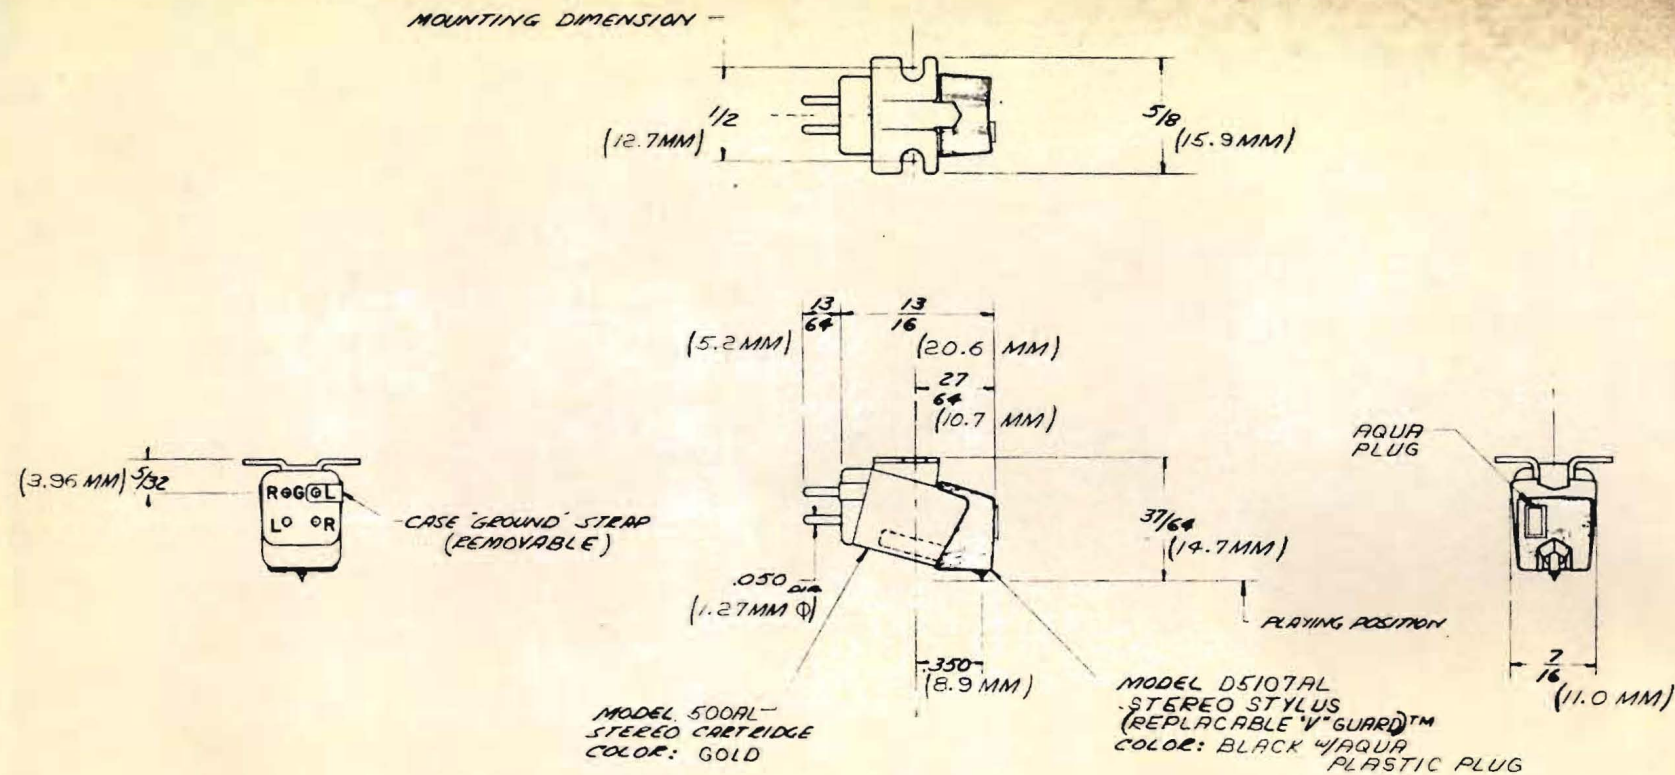 MOUNTING DIMENSION
1/2
(12.7MM)
5/8
(15.9MM)
13
64
(5.2MM)
13
16
(20.6 MM)
27
64
(10.7 MM)
(3.96 MM) 5/32
R G L
L R
CASE 'GROUND' STRAP
(REMOVABLE)
.050 DIA
(1.27MM Φ)
37/64
(14.7MM)
PLAYING POSITION
.350
(8.9 MM)
AQUA
PLUG
7
16
(11.0 MM)
MODEL 500AL
STEREO CARTRIDGE
COLOR: GOLD
MODEL D5107AL
STEREO STYLUS
(REPLACABLE "V" GUARD)™
COLOR: BLACK W/AQUA
PLASTIC PLUG